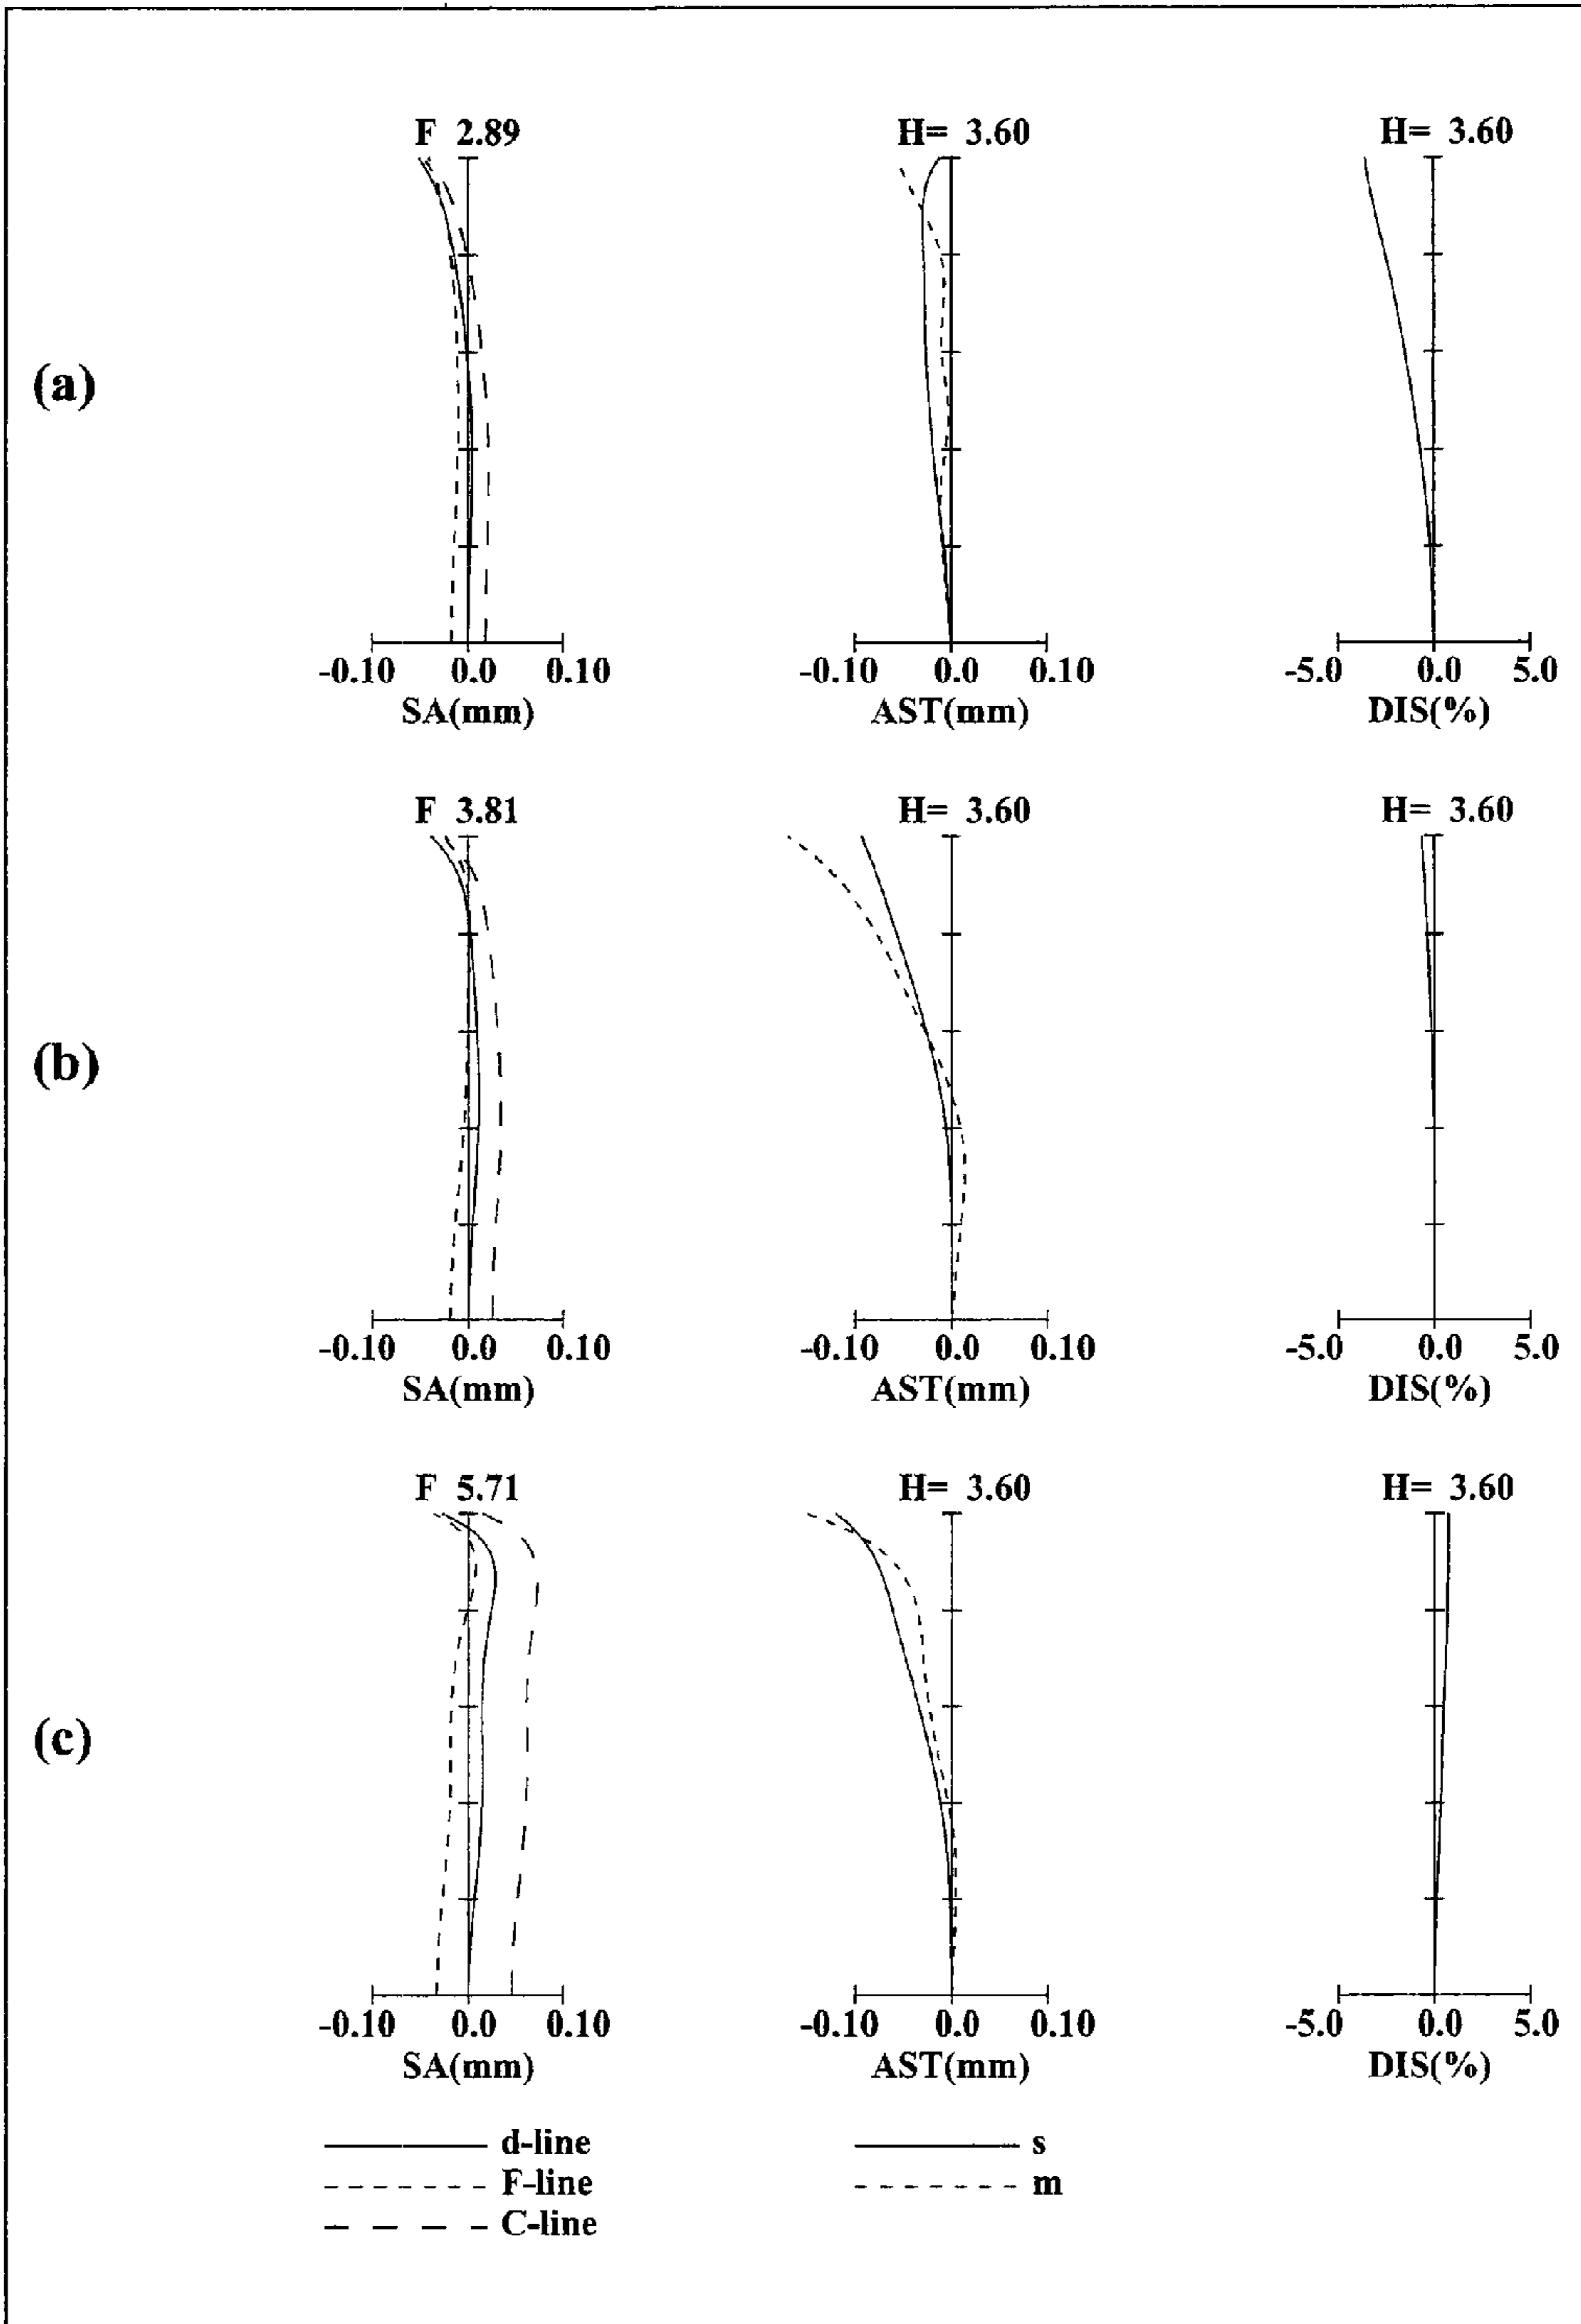 F 2.89 H= 3.60 H= 3.60
(a)
-0.10 0.0 0.10 -0.10 0.0 0.10 -5.0 0.0 5.0
SA(mm) AST(mm) DIS(%)
F 3.81 H= 3.60 H= 3.60
(b)
-0.10 0.0 0.10 -0.10 0.0 0.10 -5.0 0.0 5.0
SA(mm) AST(mm) DIS(%)
F 5.71 H= 3.60 H= 3.60
(c)
-0.10 0.0 0.10 -0.10 0.0 0.10 -5.0 0.0 5.0
SA(mm) AST(mm) DIS(%)
d-line s
F-line m
C-line